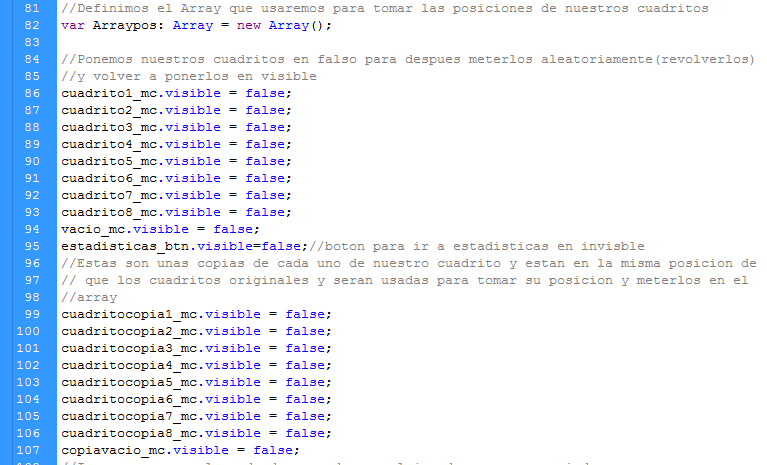 81 //Definimos el Array que usaremos para tomar las posiciones de nuestros cuadritos
82 var Arraypos: Array = new Array();
83
84 //Ponemos nuestros cuadritos en falso para despues meterlos aleatoriamente(revolverlos)
85 //y volver a ponerlos en visible
86 cuadrito1_mc.visible = false;
87 cuadrito2_mc.visible = false;
88 cuadrito3_mc.visible = false;
89 cuadrito4_mc.visible = false;
90 cuadrito5_mc.visible = false;
91 cuadrito6_mc.visible = false;
92 cuadrito7_mc.visible = false;
93 cuadrito8_mc.visible = false;
94 vacio_mc.visible = false;
95 estadisticas_btn.visible=false;//boton para ir a estadisticas en invisble
96 //Estas son unas copias de cada uno de nuestro cuadrito y estan en la misma posicion de
97 // que los cuadritos originales y seran usadas para tomar su posicion y meterlos en el
98 //array
99 cuadritocopia1_mc.visible = false;
100 cuadritocopia2_mc.visible = false;
101 cuadritocopia3_mc.visible = false;
102 cuadritocopia4_mc.visible = false;
103 cuadritocopia5_mc.visible = false;
104 cuadritocopia6_mc.visible = false;
105 cuadritocopia7_mc.visible = false;
106 cuadritocopia8_mc.visible = false;
107 copiavacio_mc.visible = false;